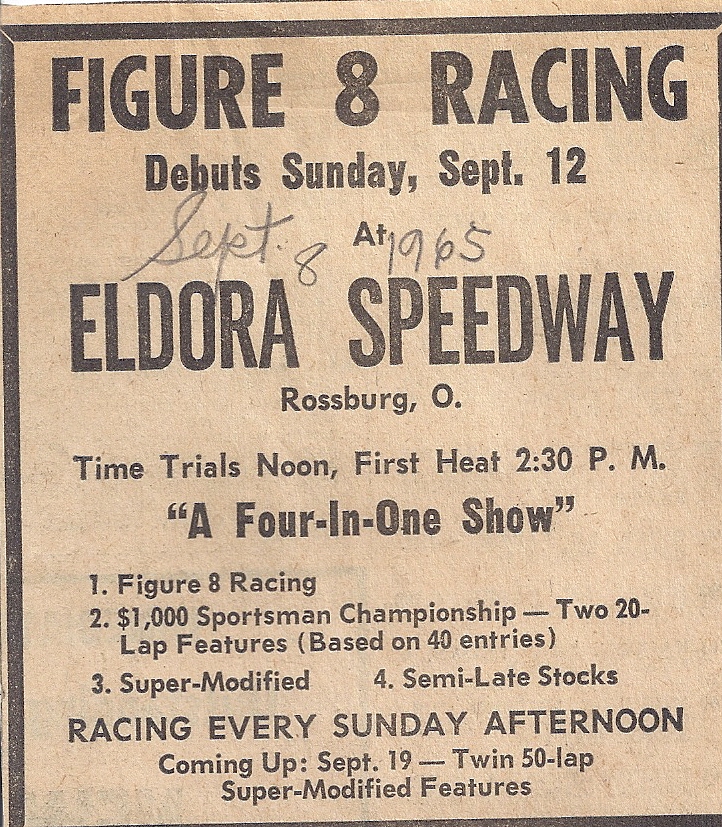 FIGURE 8 RACING
Debuts Sunday, Sept. 12
At
Sept. 8 1965
ELDORA SPEEDWAY
Rossburg, O.
Time Trials Noon, First Heat 2:30 P. M.
“A Four-In-One Show”
1. Figure 8 Racing
2. $1,000 Sportsman Championship — Two 20-
Lap Features (Based on 40 entries)
3. Super-Modified 4. Semi-Late Stocks
RACING EVERY SUNDAY AFTERNOON
Coming Up: Sept. 19 — Twin 50-lap
Super-Modified Features